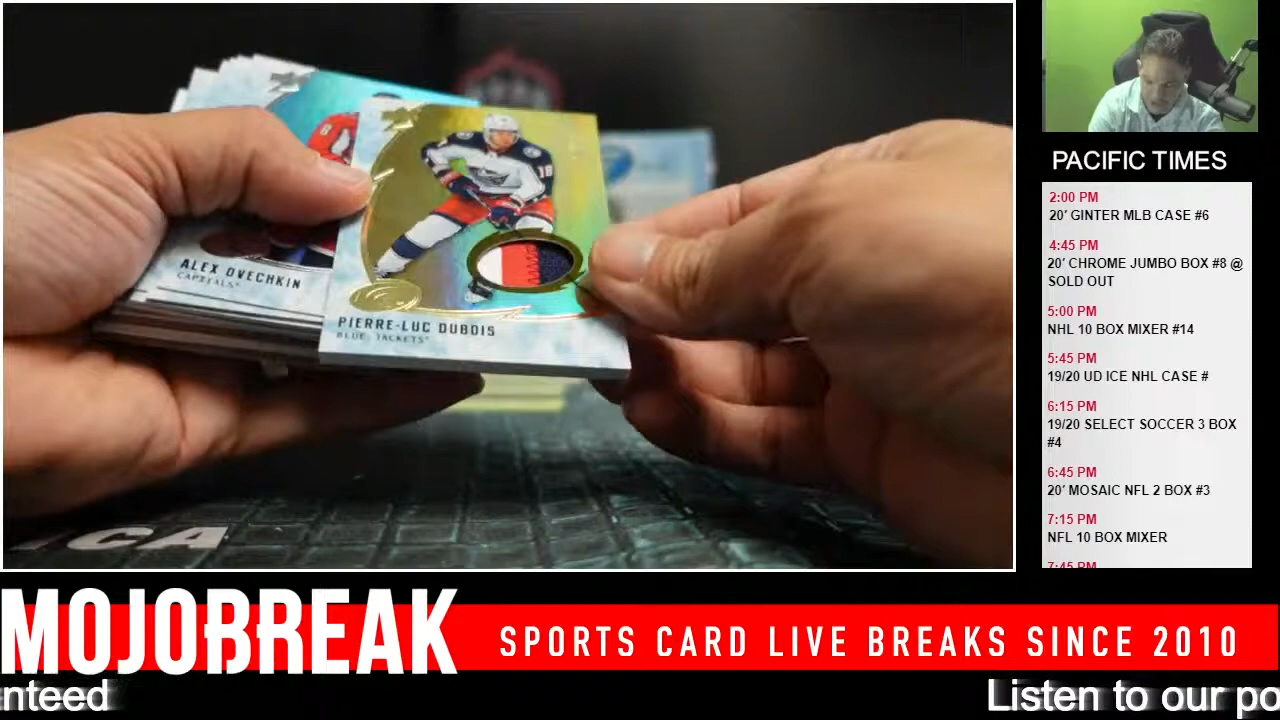 PACIFIC TIMES
2:00 PM
20' GINTER MLB CASE #6
4:45 PM
20' CHROME JUMBO BOX #8 @
SOLD OUT
5:00 PM
NHL 10 BOX MIXER #14
5:45 PM
19/20 UD ICE NHL CASE #
6:15 PM
19/20 SELECT SOCCER 3 BOX
#4
6:45 PM
20' MOSAIC NFL 2 BOX #3
7:15 PM
NFL 10 BOX MIXER
7:45 PM
18
8
ALEX OVECHKIN
CAPITALS
PIERRE-LUC DUBOIS
BLUE JACKETS
ICA
MOJOBREAK
SPORTS CARD LIVE BREAKS SINCE 2010
nteed
Listen to our po